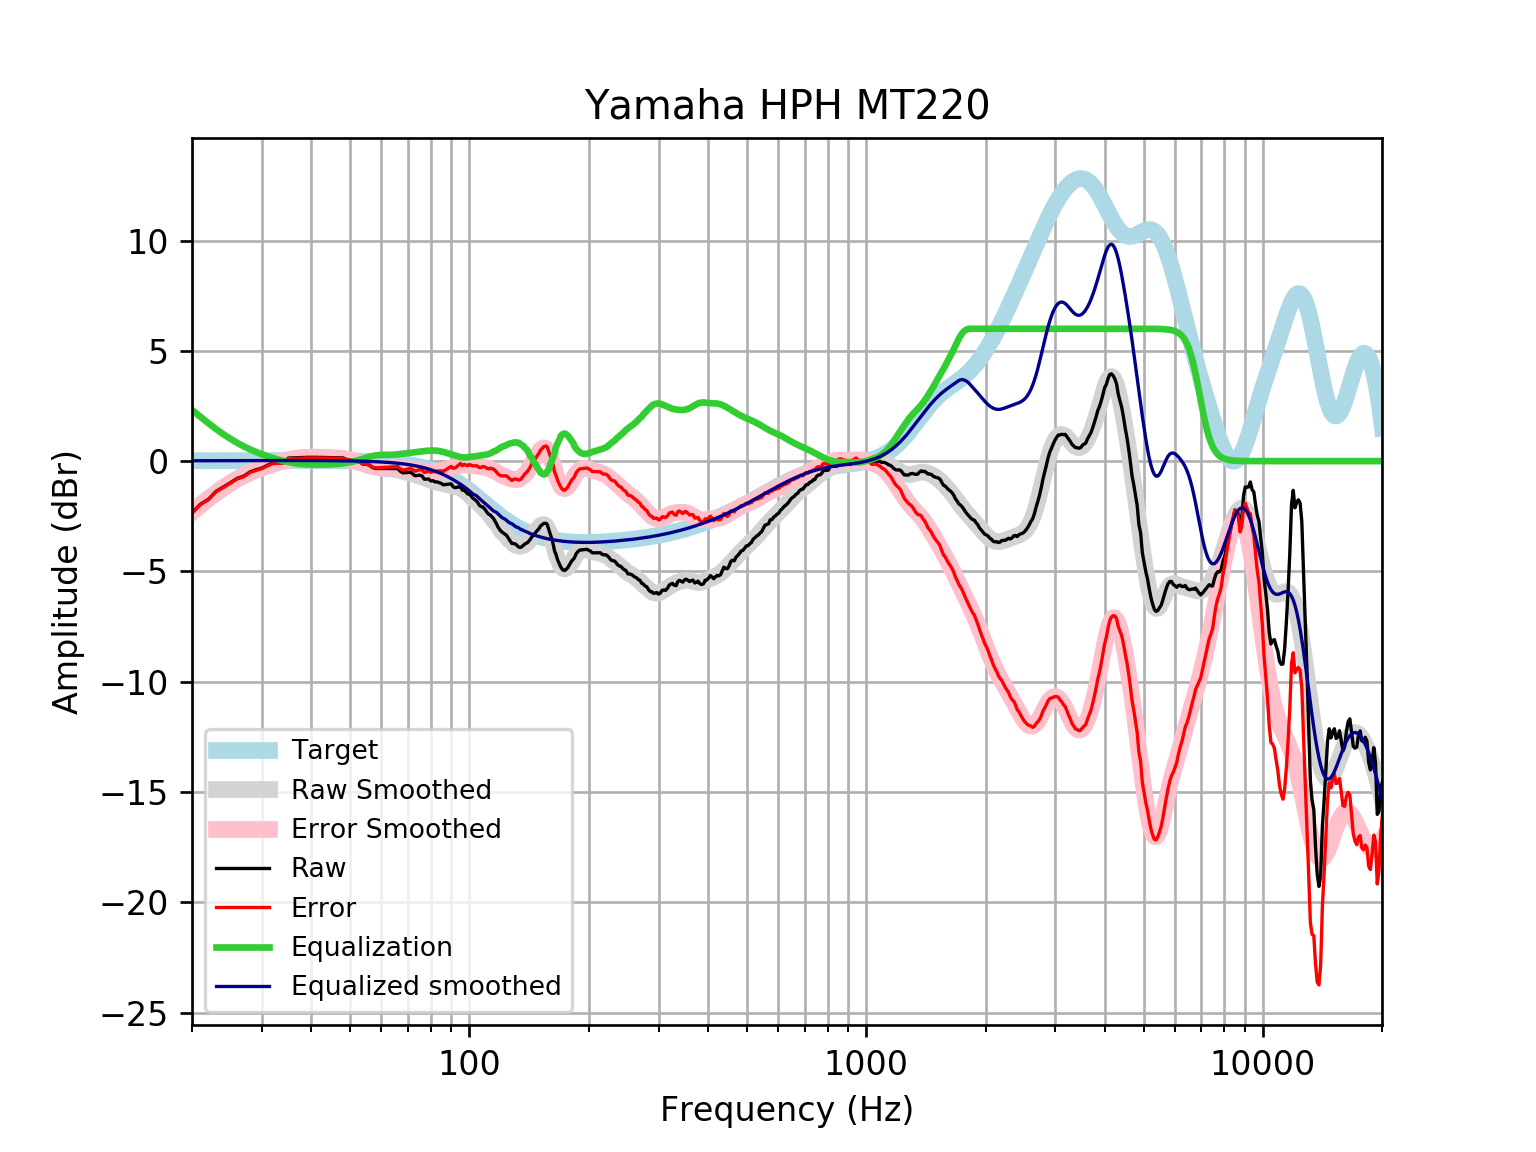 Yamaha HPH MT220
Amplitude (dBr)
10
5
0
−5
−10
−15
−20
−25
Target
Raw Smoothed
Error Smoothed
Raw
Error
Equalization
Equalized smoothed
100
1000
10000
Frequency (Hz)